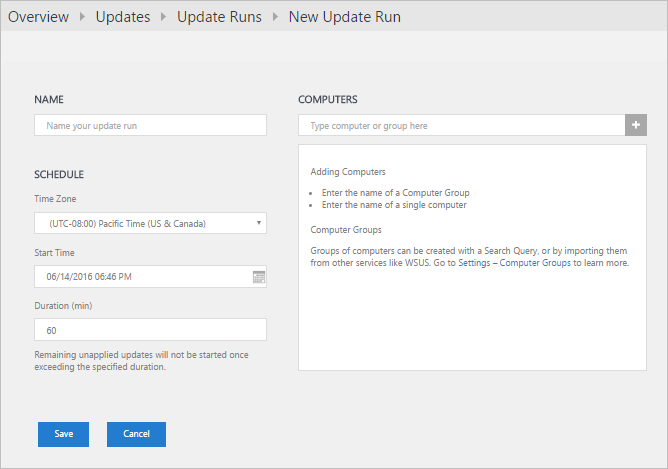 Overview Updates Update Runs New Update Run
NAME
Name your update run
SCHEDULE
Time Zone
(UTC-08:00) Pacific Time (US & Canada)
Start Time
06/14/2016 06:46 PM
Duration (min)
60
Remaining unapplied updates will not be started once
exceeding the specified duration.
COMPUTERS
Type computer or group here
Adding Computers
• Enter the name of a Computer Group
• Enter the name of a single computer
Computer Groups
Groups of computers can be created with a Search Query, or by importing them
from other services like WSUS. Go to Settings – Computer Groups to learn more.
Save
Cancel